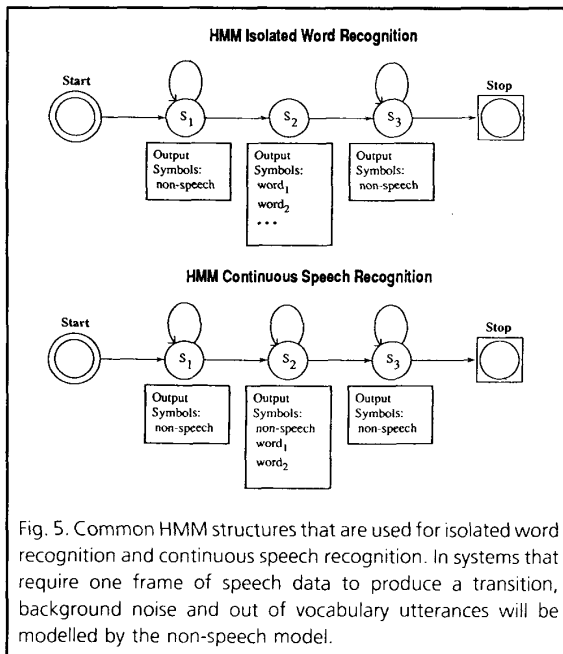 HMM Isolated Word Recognition
Start
Stop
S1
S2
S3
Output
Symbols:
non-speech
Output
Symbols:
word1
word2
...
Output
Symbols:
non-speech
HMM Continuous Speech Recognition
Start
Stop
S1
S2
S3
Output
Symbols:
non-speech
Output
Symbols:
non-speech
word1
word2
Output
Symbols:
non-speech
Fig. 5. Common HMM structures that are used for isolated word
recognition and continuous speech recognition. In systems that
require one frame of speech data to produce a transition,
background noise and out of vocabulary utterances will be
modelled by the non-speech model.